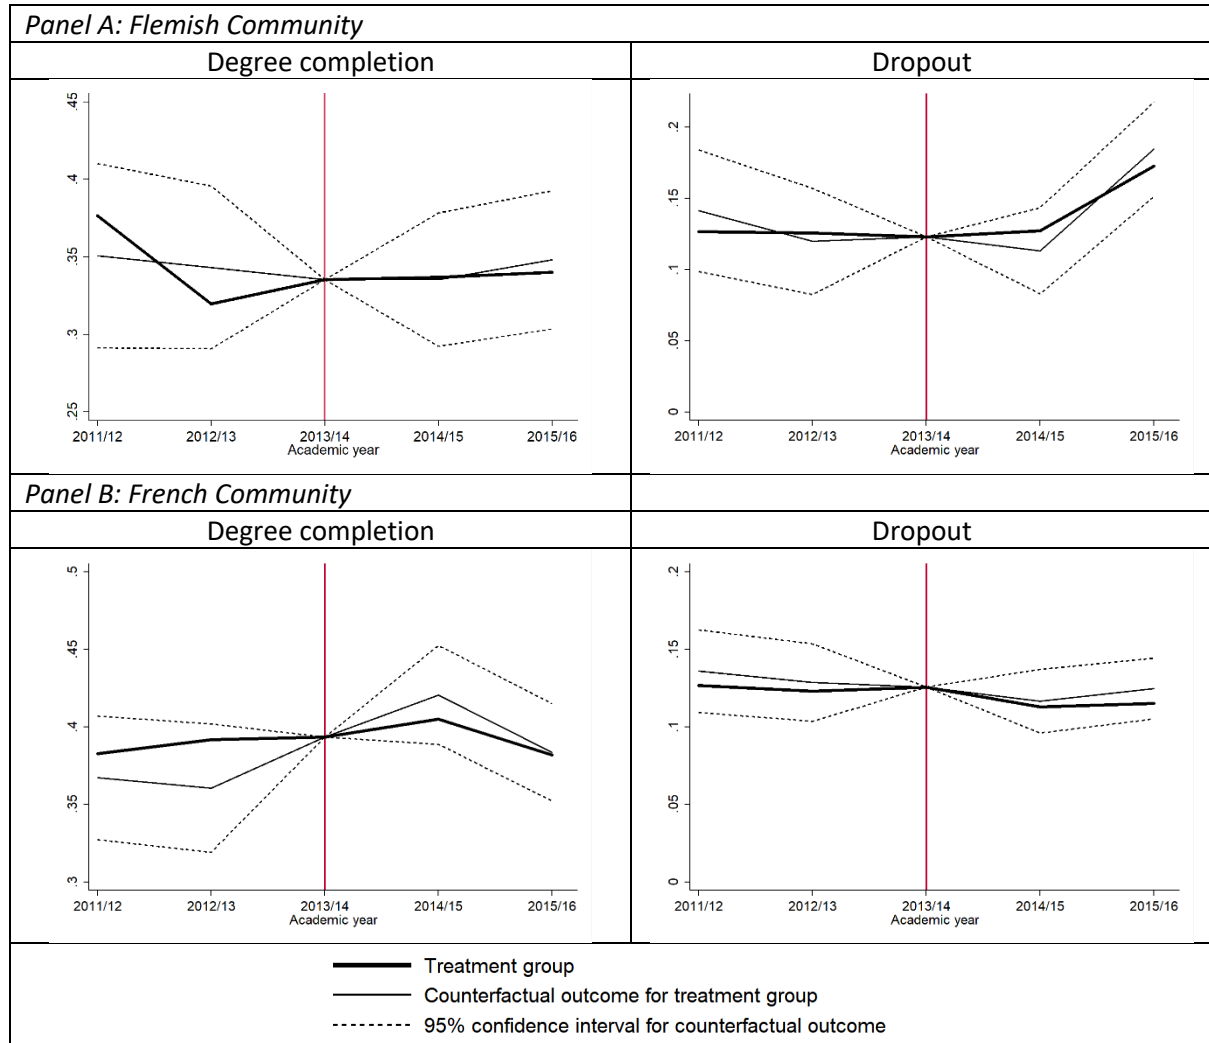 Panel A: Flemish Community
Degree completion
Dropout
.45
.4
.35
.3
.25
2011/12 2012/13 2013/14 2014/15 2015/16
Academic year
.2
.15
.1
.05
0
2011/12 2012/13 2013/14 2014/15 2015/16
Academic year
Panel B: French Community
Degree completion
Dropout
.5
.45
.4
.35
.3
2011/12 2012/13 2013/14 2014/15 2015/16
Academic year
.2
.15
.1
.05
0
2011/12 2012/13 2013/14 2014/15 2015/16
Academic year
Treatment group
Counterfactual outcome for treatment group
95% confidence interval for counterfactual outcome